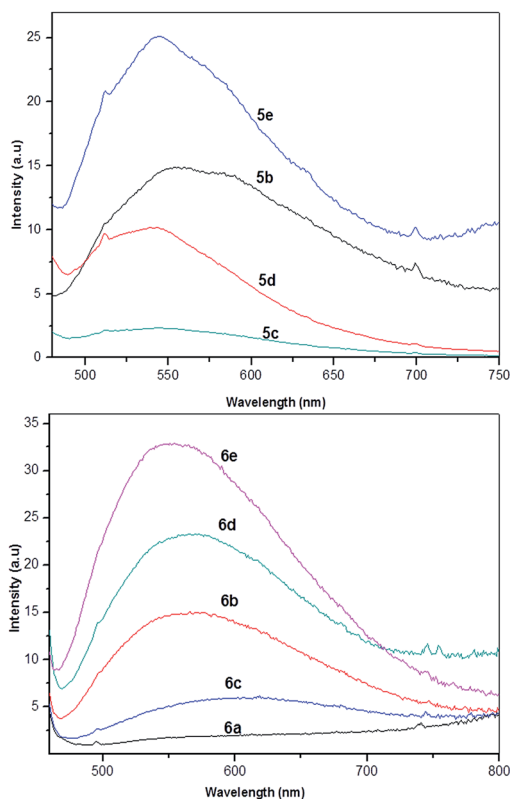 25
20
15
10
5
0
Intensity (a.u)
5e
5b
5d
5c
500 550 600 650 700 750
Wavelength (nm)
35
30
25
20
15
10
5
Intensity (a.u)
6e
6d
6b
6c
6a
500 600 700 800
Wavelength (nm)